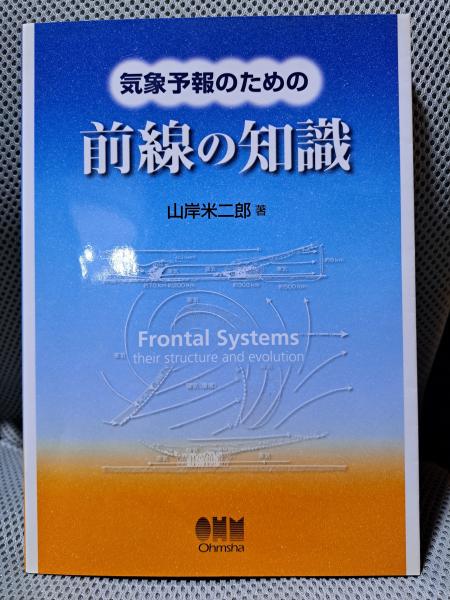 気象予報のための
前線の知識
山岸米二郎 著
Frontal Systems
their structure and evolution
OHM
Ohmsha